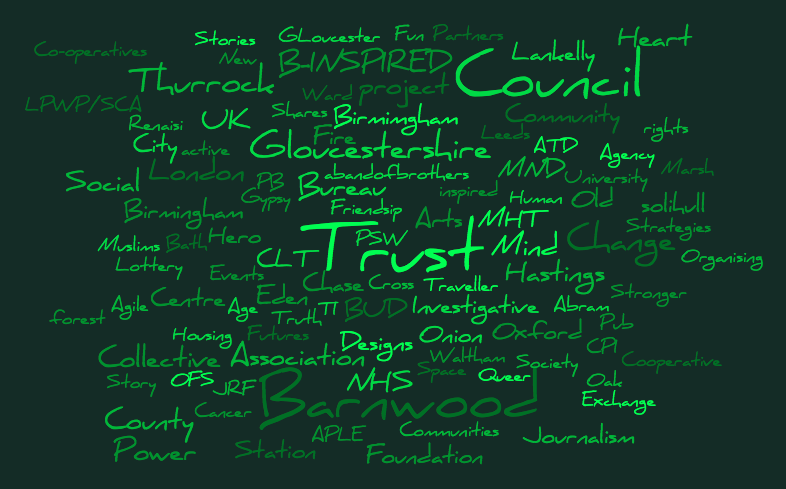 Stories GLoucester Fun Partners
Co-operatives New B-INSPIRED Lankelly Heart
Thurrock Ward project Council
LPWP/SCA Renaisi UK Shares Birmingham Community
City active Fire Gloucestershire Leeds ATD Agency rights
Social London PB Bureau abandofbrothers MND University Marsh
Gypsy inspired Human Old solihull
Birmingham Friendsip Arts MHT Strategies
Muslims Bath Hero PSW Trust Mind Change
Lottery Events CLT Organising
Chase Cross Traveller Hastings Stronger
forest Agile Centre Age Eden Truth TI BUD Investigative Abram Pub
Housing Futures Designs Onion Oxford CPI
Collective Association Waltham Society Cooperative
Story OFS JRF NHS Space Queer Oak
Barnwood Exchange
County Cancer APLE Communities Journalism
Power Station Foundation